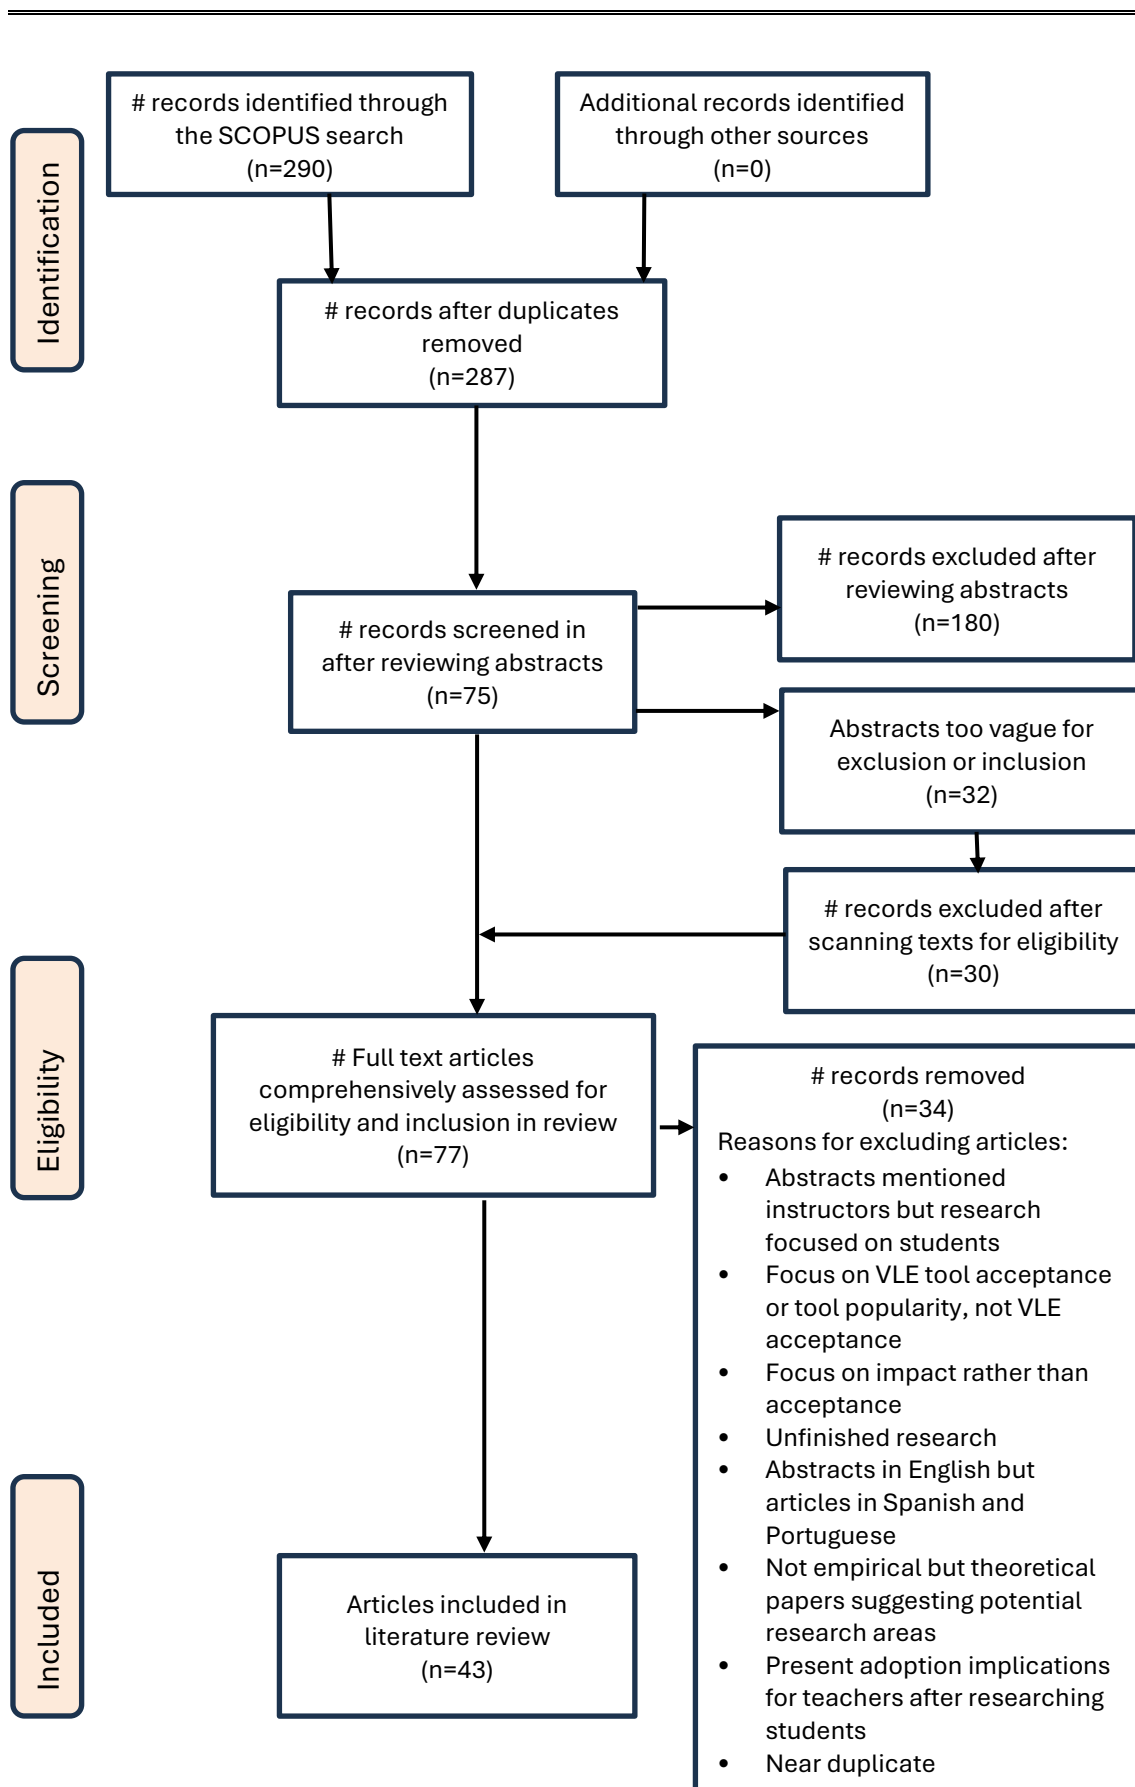 # records identified through
the SCOPUS search
(n=290)
Additional records identified
through other sources
(n=0)
Identification
# records after duplicates
removed
(n=287)
Screening
# records screened in
after reviewing abstracts
(n=75)
# records excluded after
reviewing abstracts
(n=180)
Abstracts too vague for
exclusion or inclusion
(n=32)
# records excluded after
scanning texts for eligibility
(n=30)
Eligibility
# Full text articles
comprehensively assessed for
eligibility and inclusion in review
(n=77)
# records removed
(n=34)
Reasons for excluding articles:
• Abstracts mentioned
instructors but research
focused on students
• Focus on VLE tool acceptance
or tool popularity, not VLE
acceptance
• Focus on impact rather than
acceptance
• Unfinished research
• Abstracts in English but
articles in Spanish and
Portuguese
• Not empirical but theoretical
papers suggesting potential
research areas
• Present adoption implications
for teachers after researching
students
• Near duplicate
Included
Articles included in
literature review
(n=43)